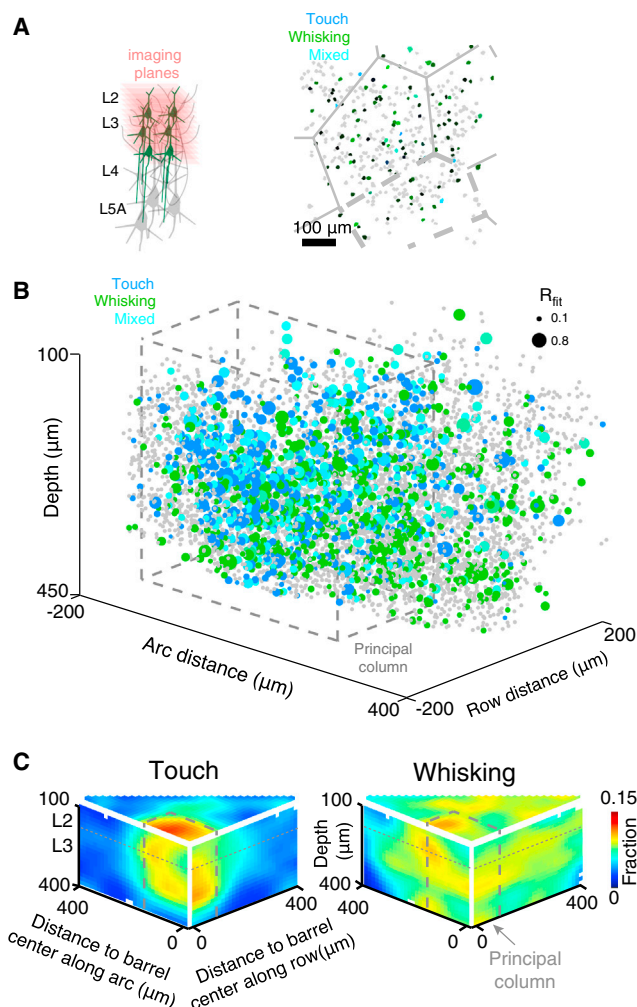 A
imaging
planes
L2
L3
L4
L5A
Touch
Whisking
Mixed
100 µm
B
Touch
Whisking
Mixed
Rfit
0.1
0.8
100
Depth (µm)
450
-200
Arc distance (µm)
400
Principal
column
-200
Row distance (µm)
200
C
Touch
Whisking
100
L2
L3
400
400
Distance to barrel
center along arc (µm)
0
0
Distance to barrel
center along row(µm)
400
100
Depth
(µm)
400
400
0
0
400
Principal
column
0.15
Fraction
0